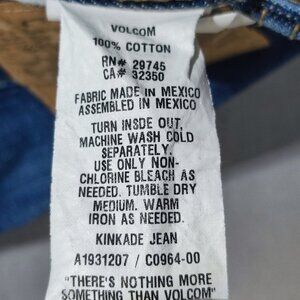 VOLCOM
100% COTTON
RN# 29745
CA# 32350
FABRIC MADE IN MEXICO
ASSEMBLED IN MEXICO
TURN INSDE OUT,
MACHINE WASH COLD
SEPARATELY.
USE ONLY NON-
CHLORINE BLEACH AS
NEEDED. TUMBLE DRY
MEDIUM. WARM
IRON AS NEEDED.
KINKADE JEAN
A1931207 / C0964-00
"THERE'S NOTHING MORE
SOMETHING THAN VOLCOM"